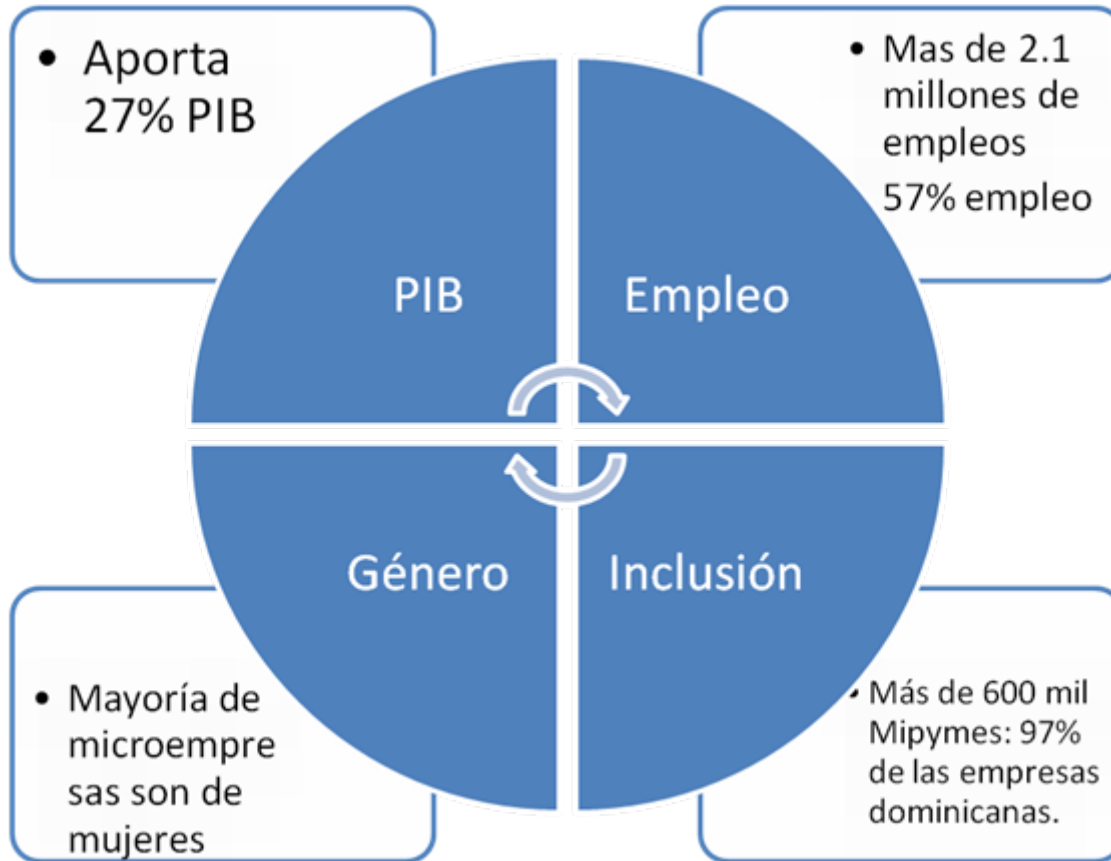 • Aporta
27% PIB
• Mas de 2.1
millones de
empleos
57% empleo
PIB
Empleo
Género
Inclusión
• Mayoría de
microempre
sas son de
mujeres
• Más de 600 mil
Mipymes: 97%
de las empresas
dominicanas.